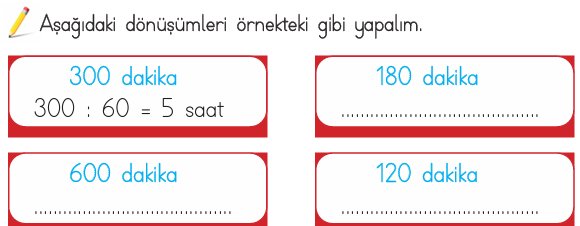 Aşağıdaki dönüşümleri örnekteki gibi yapalım.
300 dakika
300 : 60 = 5 saat
180 dakika
.......................................
600 dakika
.......................................
120 dakika
.......................................